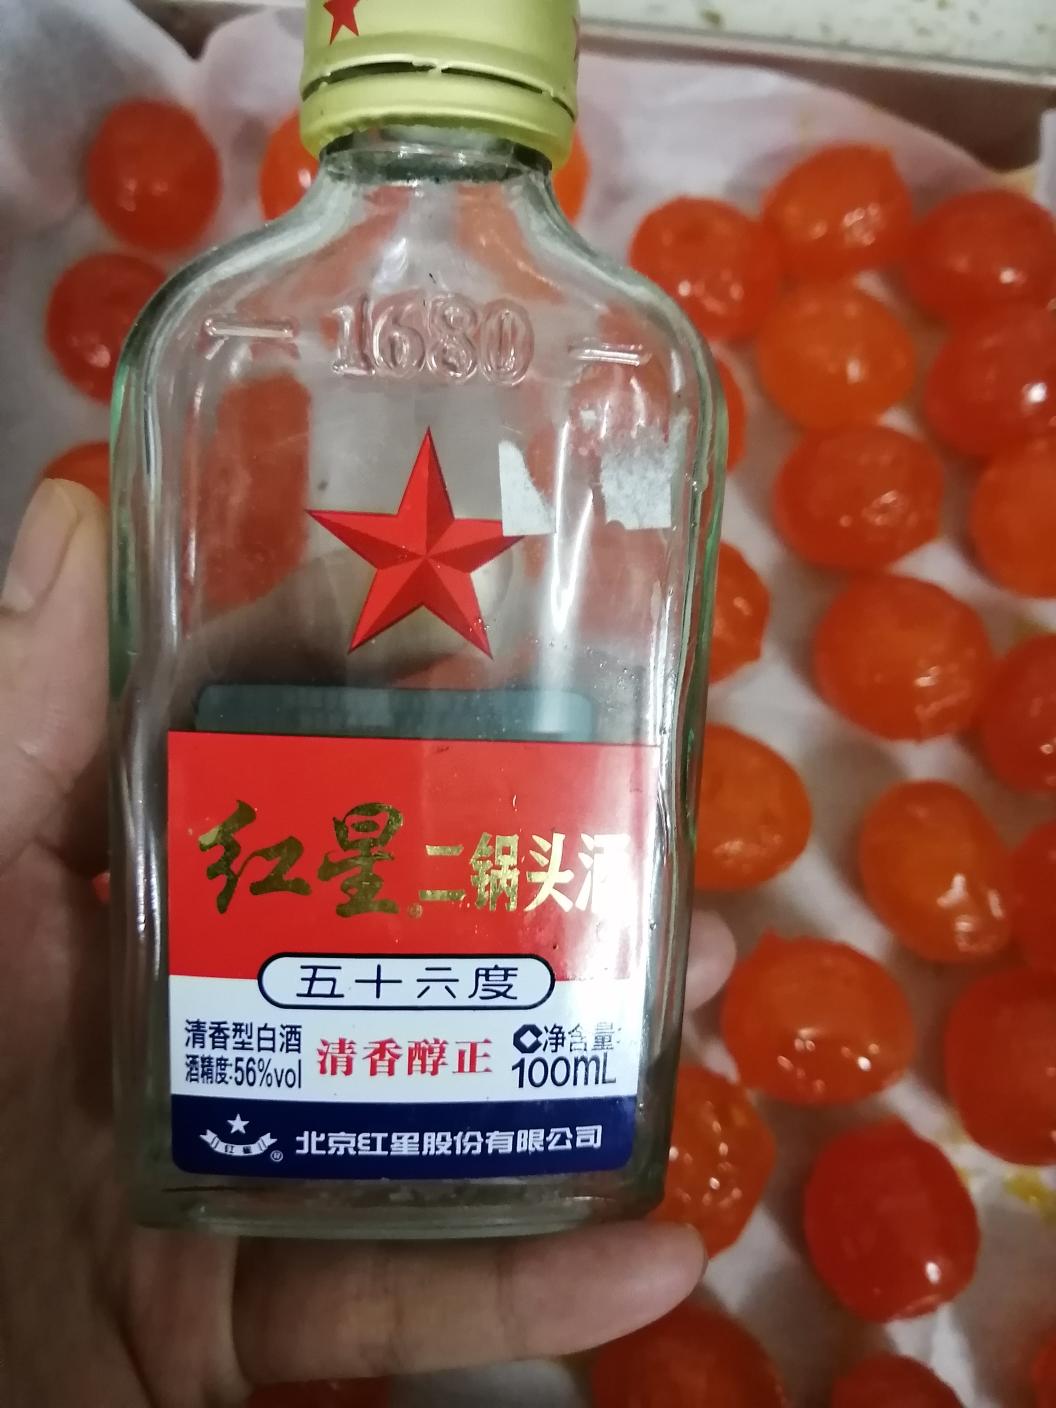 1680
红星 二锅头酒
五十六度
清香型白酒
酒精度:56%vol
清香醇正
净含量:
100mL
红星
北京红星股份有限公司